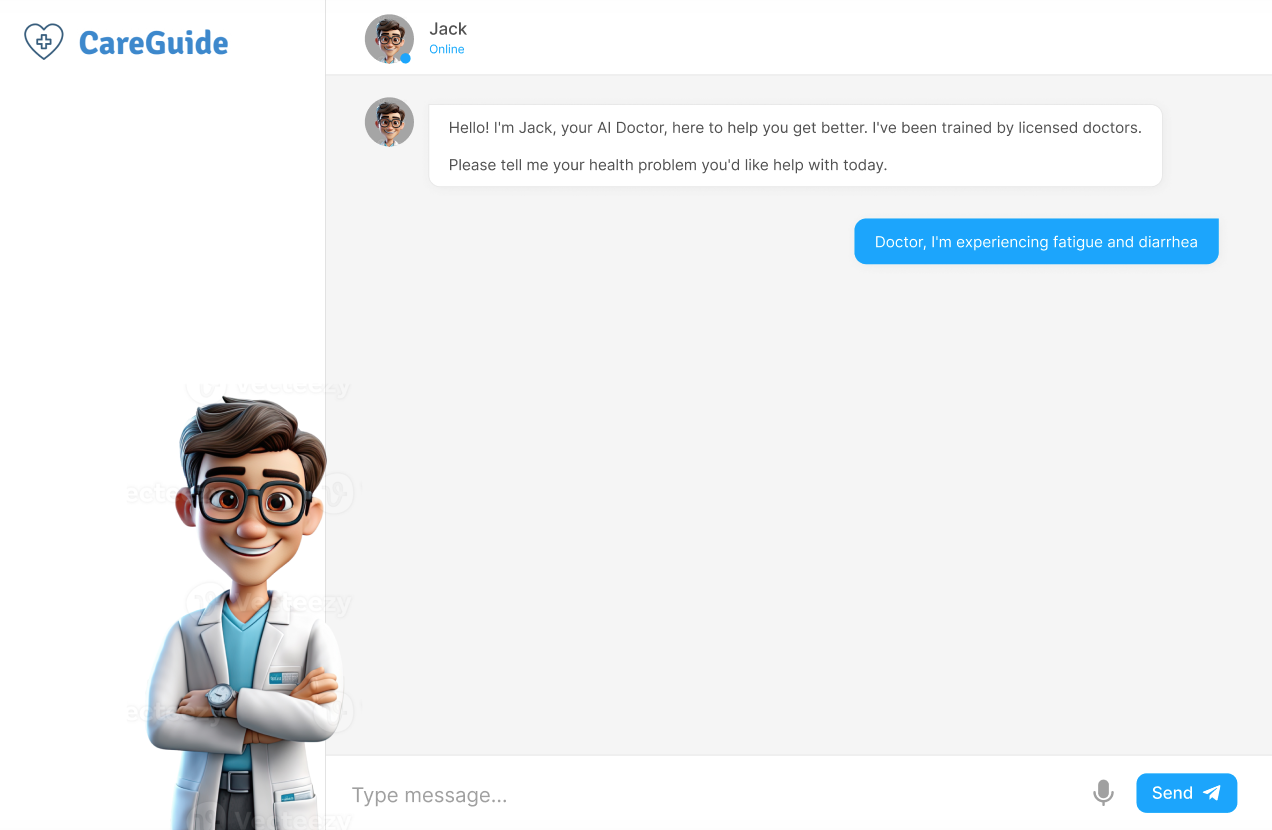 CareGuide
Jack
Online
Hello! I'm Jack, your AI Doctor, here to help you get better. I've been trained by licensed doctors.
Please tell me your health problem you'd like help with today.
Doctor, I'm experiencing fatigue and diarrhea
vecteezy
vecteezy
Type message...
Send
vecteezy